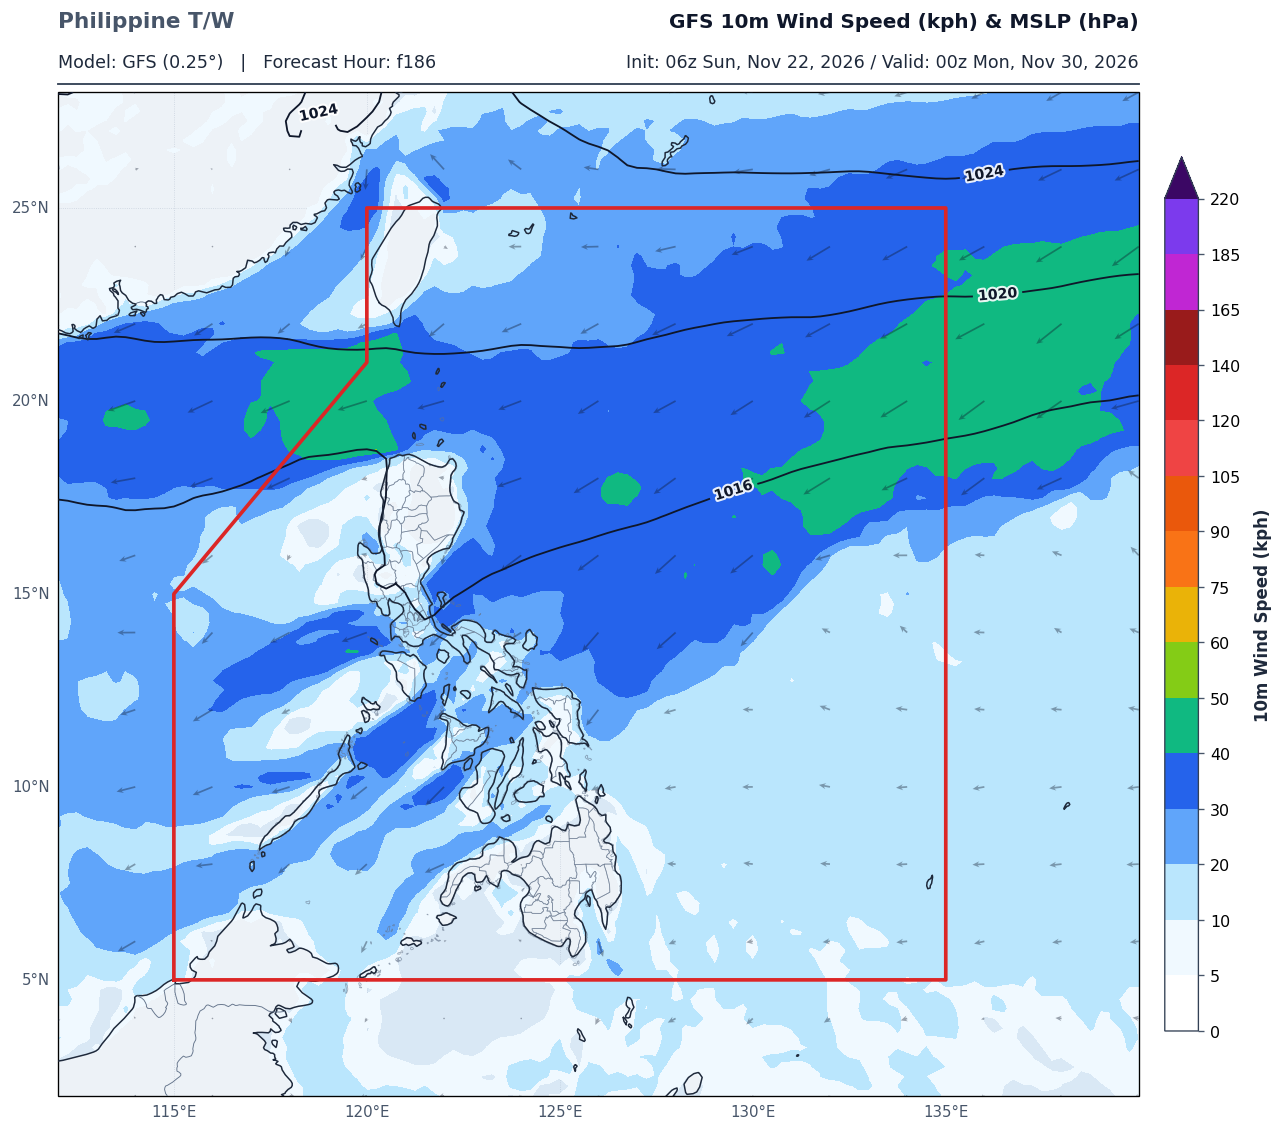 Philippine T/W
GFS 10m Wind Speed (kph) & MSLP (hPa)
Model: GFS (0.25°)   |   Forecast Hour: f186
Init: 06z Sun, Nov 22, 2026 / Valid: 00z Mon, Nov 30, 2026
1024
1024
1020
1016
25°N
20°N
15°N
10°N
5°N
115°E
120°E
125°E
130°E
135°E
220
185
165
140
120
105
90
75
60
50
40
30
20
10
5
0
10m Wind Speed (kph)